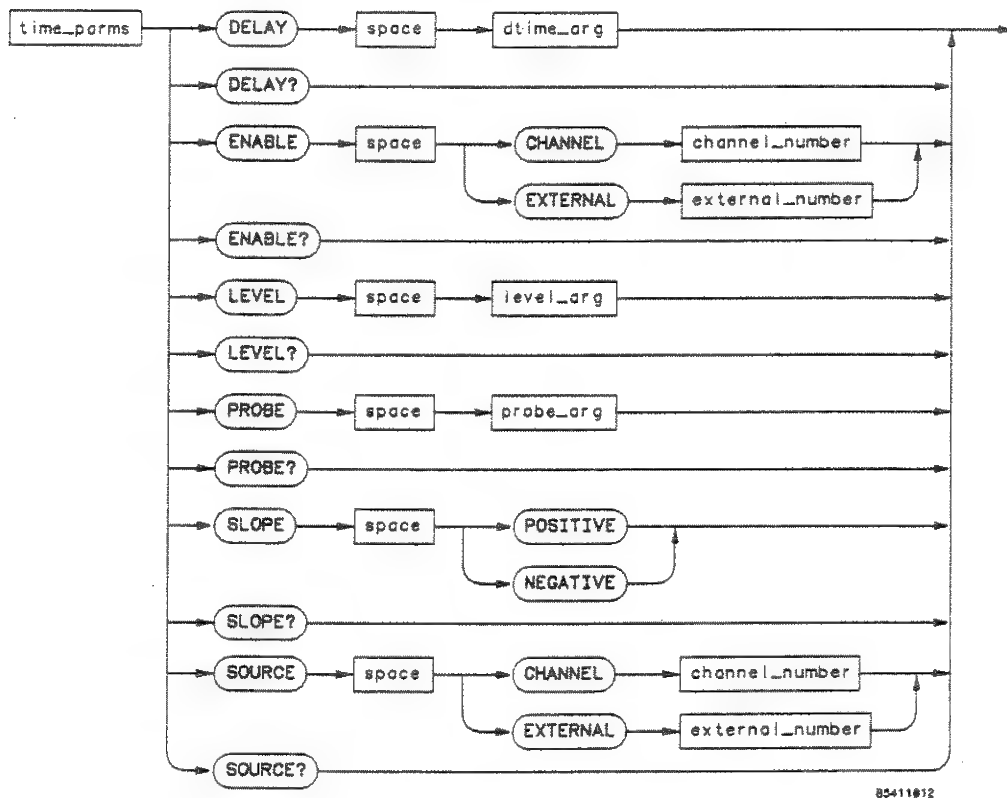 time_parms DELAY space dtime_arg
DELAY?
ENABLE space CHANNEL channel_number
EXTERNAL external_number
ENABLE?
LEVEL space level_arg
LEVEL?
PROBE space probe_arg
PROBE?
SLOPE space POSITIVE
NEGATIVE
SLOPE?
SOURCE space CHANNEL channel_number
EXTERNAL external_number
SOURCE?
85411012